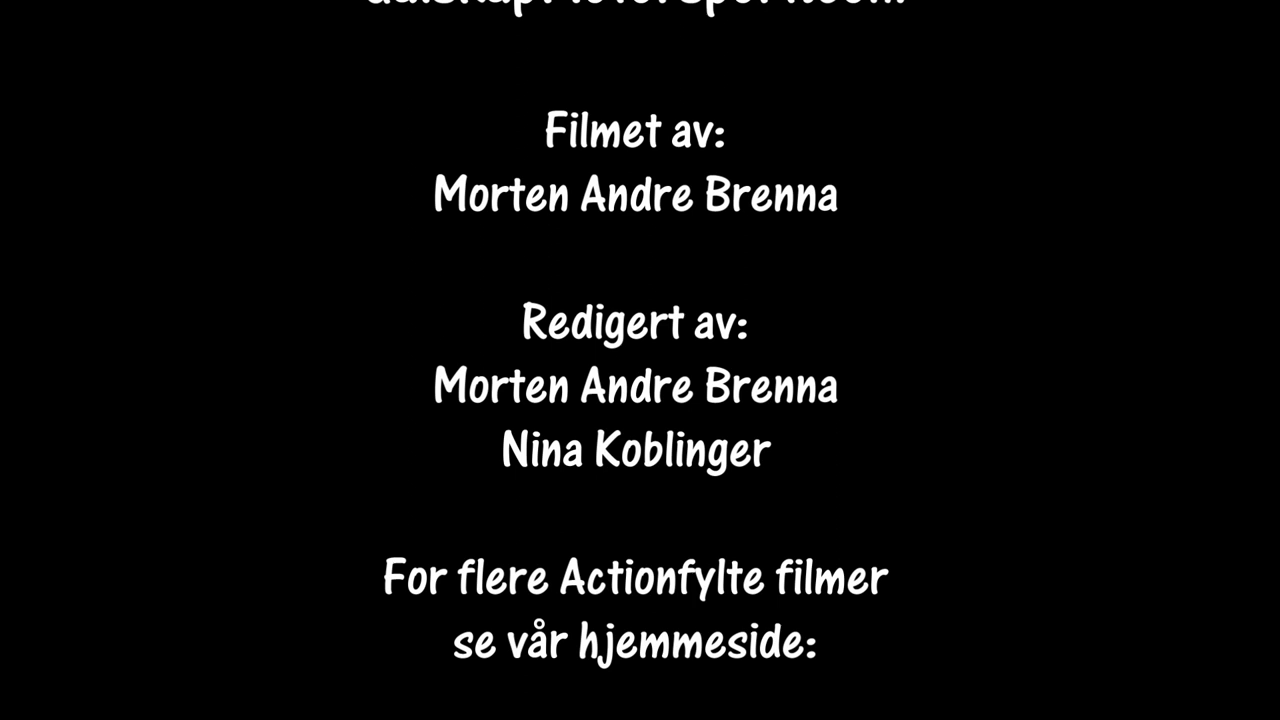 Filmet av:
Morten Andre Brenna
Redigert av:
Morten Andre Brenna
Nina Koblinger
For flere Actionfylte filmer
se vår hjemmeside: